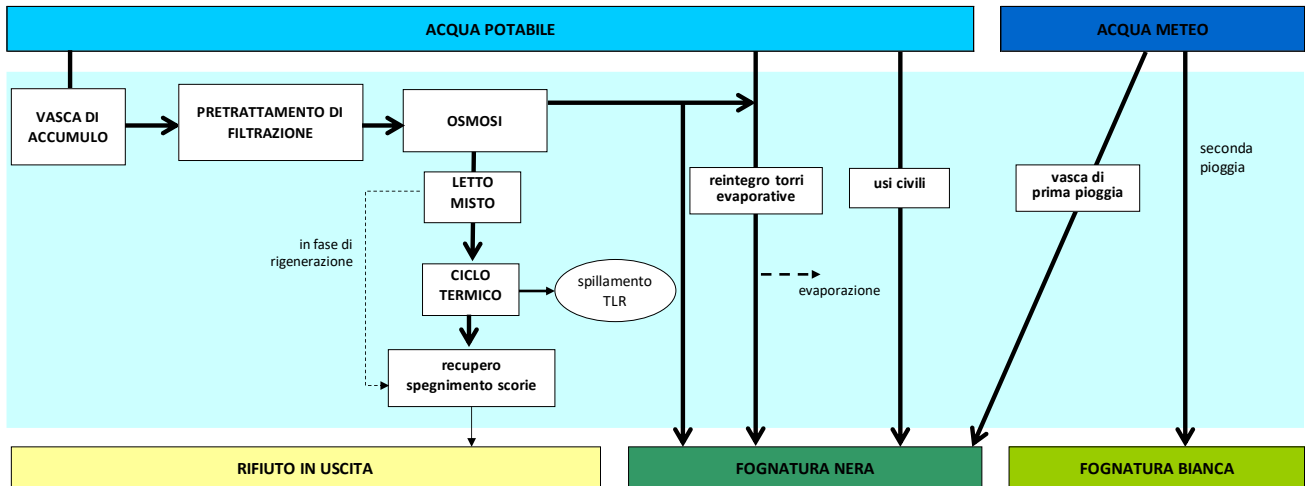 ACQUA POTABILE
ACQUA METEO
VASCA DI
ACCUMULO
PRETRATTAMENTO DI
FILTRAZIONE
OSMOSI
seconda
pioggia
LETTO
MISTO
reintegro torri
evaporative
usi civili
vasca di
prima pioggia
in fase di
rigenerazione
CICLO
TERMICO
spillamento
TLR
evaporazione
recupero
spegnimento scorie
RIFIUTO IN USCITA
FOGNATURA NERA
FOGNATURA BIANCA